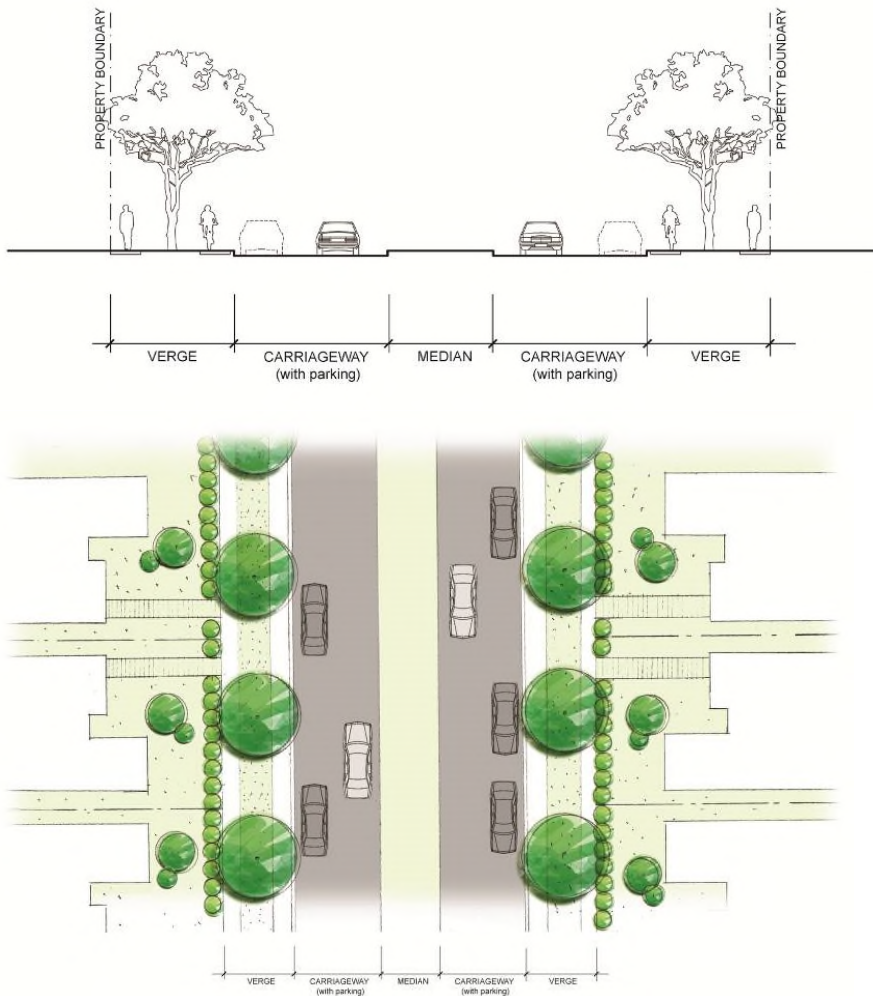 PROPERTY BOUNDARY
PROPERTY BOUNDARY
VERGE
CARRIAGEWAY
(with parking)
MEDIAN
CARRIAGEWAY
(with parking)
VERGE
VERGE
CARRIAGEWAY
(with parking)
MEDIAN
CARRIAGEWAY
(with parking)
VERGE